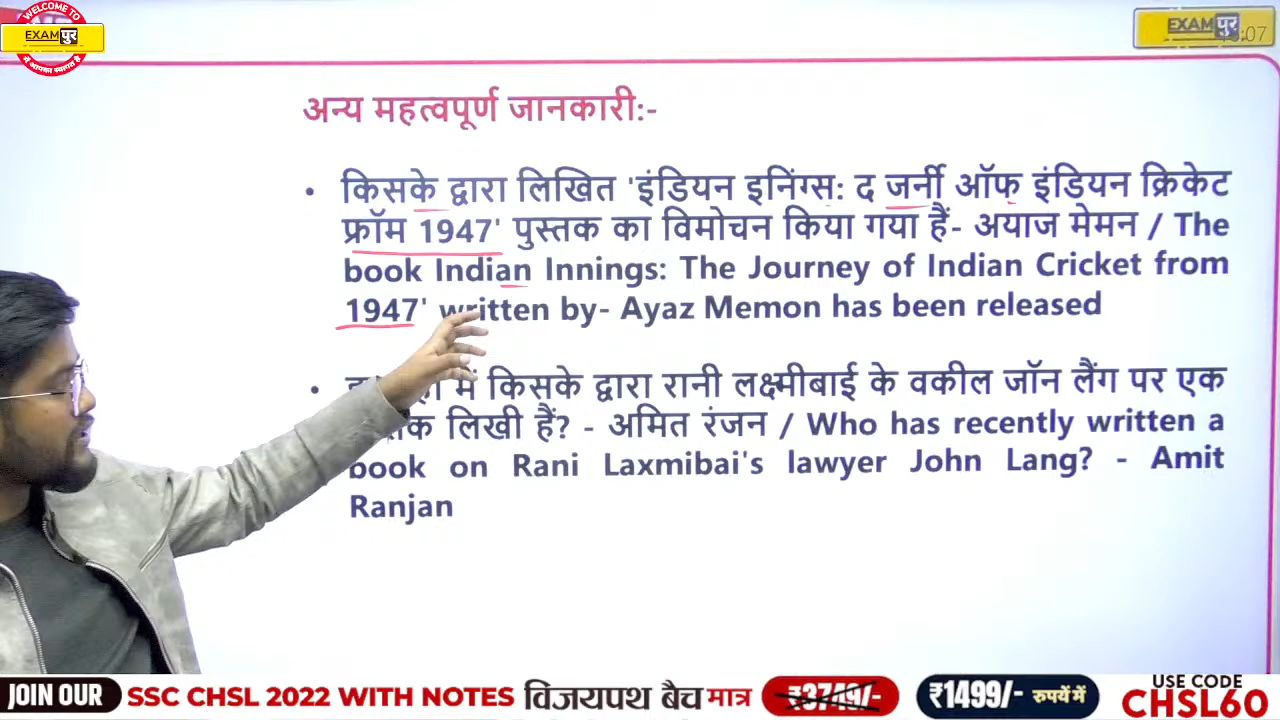 WELCOME TO
EXAMपुर
में आपका स्वागत है
EXAMपुर
:07
अन्य महत्वपूर्ण जानकारी:-
• किसके द्वारा लिखित 'इंडियन इनिंग्स: द जर्नी ऑफ इंडियन क्रिकेट
फ्रॉम 1947' पुस्तक का विमोचन किया गया हैं- अयाज मेमन / The
book Indian Innings: The Journey of Indian Cricket from
1947' written by- Ayaz Memon has been released
• में किसके द्वारा रानी लक्ष्मीबाई के वकील जॉन लैंग पर एक
लिखी हैं? - अमित रंजन / Who has recently written a
book on Rani Laxmibai's lawyer John Lang? - Amit
Ranjan
JOIN OUR SSC CHSL 2022 WITH NOTES विजयपथ बैच मात्र ₹3749/- ₹1499/- रुपयें में USE CODE
CHSL60